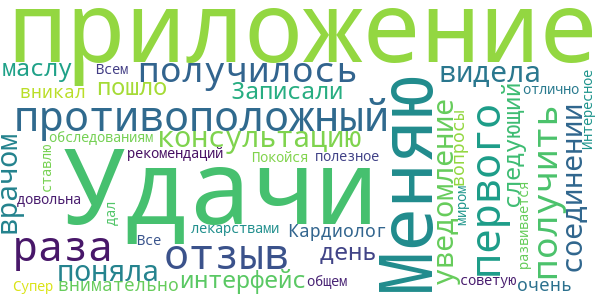 приложение
маслу
Всем
получилось
видела
вникал
пошло
Записали
отлично
Интересное
противоположный
Меняю
уведомление
вопросы
первого
следующий
получить
соединении
обследованиям
консультацию
врачом
ставлю
рекомендаций
Покойся
полезное
Удачи
довольна
дал
лекарствами
Кардиолог
миром
развивается
раза
Все
отзыв
день
поняла
интерфейс
общем
советую
очень
Супер
внимательно